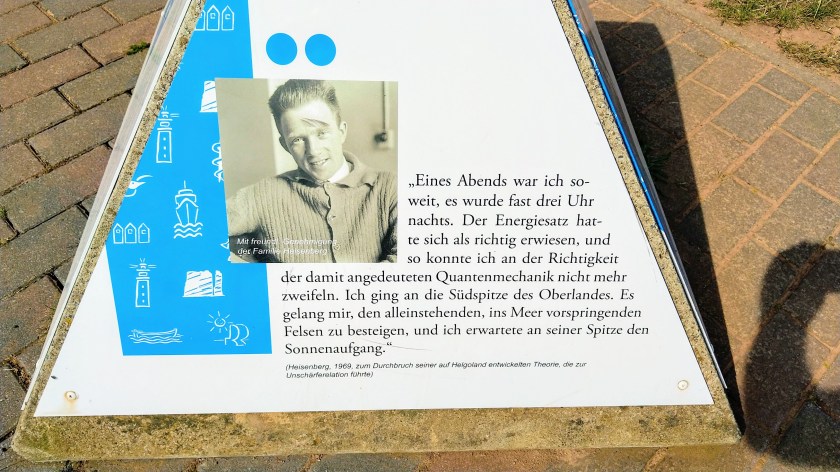 „Eines Abends war ich so-
weit, es wurde fast drei Uhr
nachts. Der Energiesatz hat-
te sich als richtig erwiesen, und
so konnte ich an der Richtigkeit
der damit angedeuteten Quantenmechanik nicht mehr
zweifeln. Ich ging an die Südspitze des Oberlandes. Es
gelang mir, den alleinstehenden, ins Meer vorspringenden
Felsen zu besteigen, und ich erwartete an seiner Spitze den
Sonnenaufgang.“
(Heisenberg, 1969, zum Durchbruch seiner auf Helgoland entwickelten Theorie, die zur
Unschärferelation führte)
Mit freundl. Genehmigung
der Familie Heisenberg